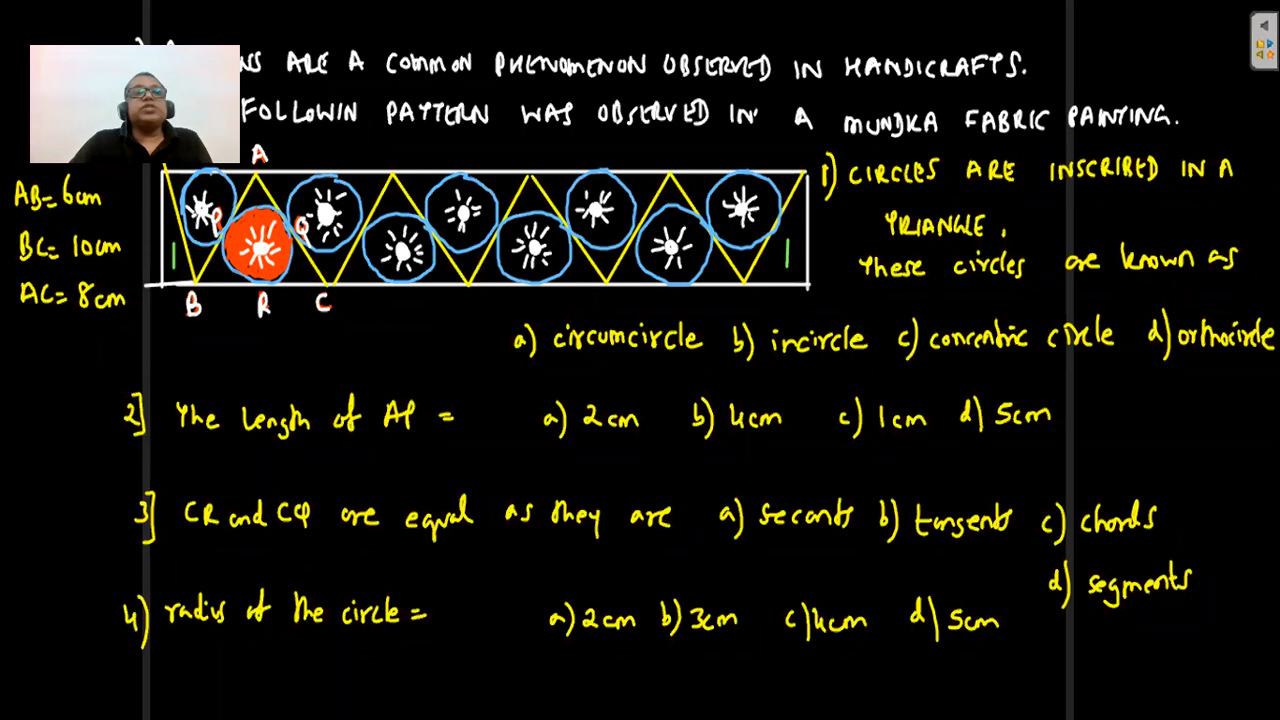 NS ARE A COMMON PHENOMENON OBSERVED IN HANDICRAFTS.
FOLLOWIN PATTERN WAS OBSERVED IN A MUNDKA FABRIC PAINTING.
A
AB= 6cm
BC= 10cm
AC= 8cm
P
Q
B
R
C
1) CIRCLES ARE INSCRIBED IN A
TRIANGLE.
These circles are known as
a) circumcircle b) incircle c) concentric circle d) orthocircle
2] The length of AP = a) 2cm b) 4cm c) 1cm d) 5cm
3] CR and CQ are equal as they are a) secants b) tangents c) chords
d) segments
4) radius of the circle = a) 2cm b) 3cm c) 4cm d) 5cm